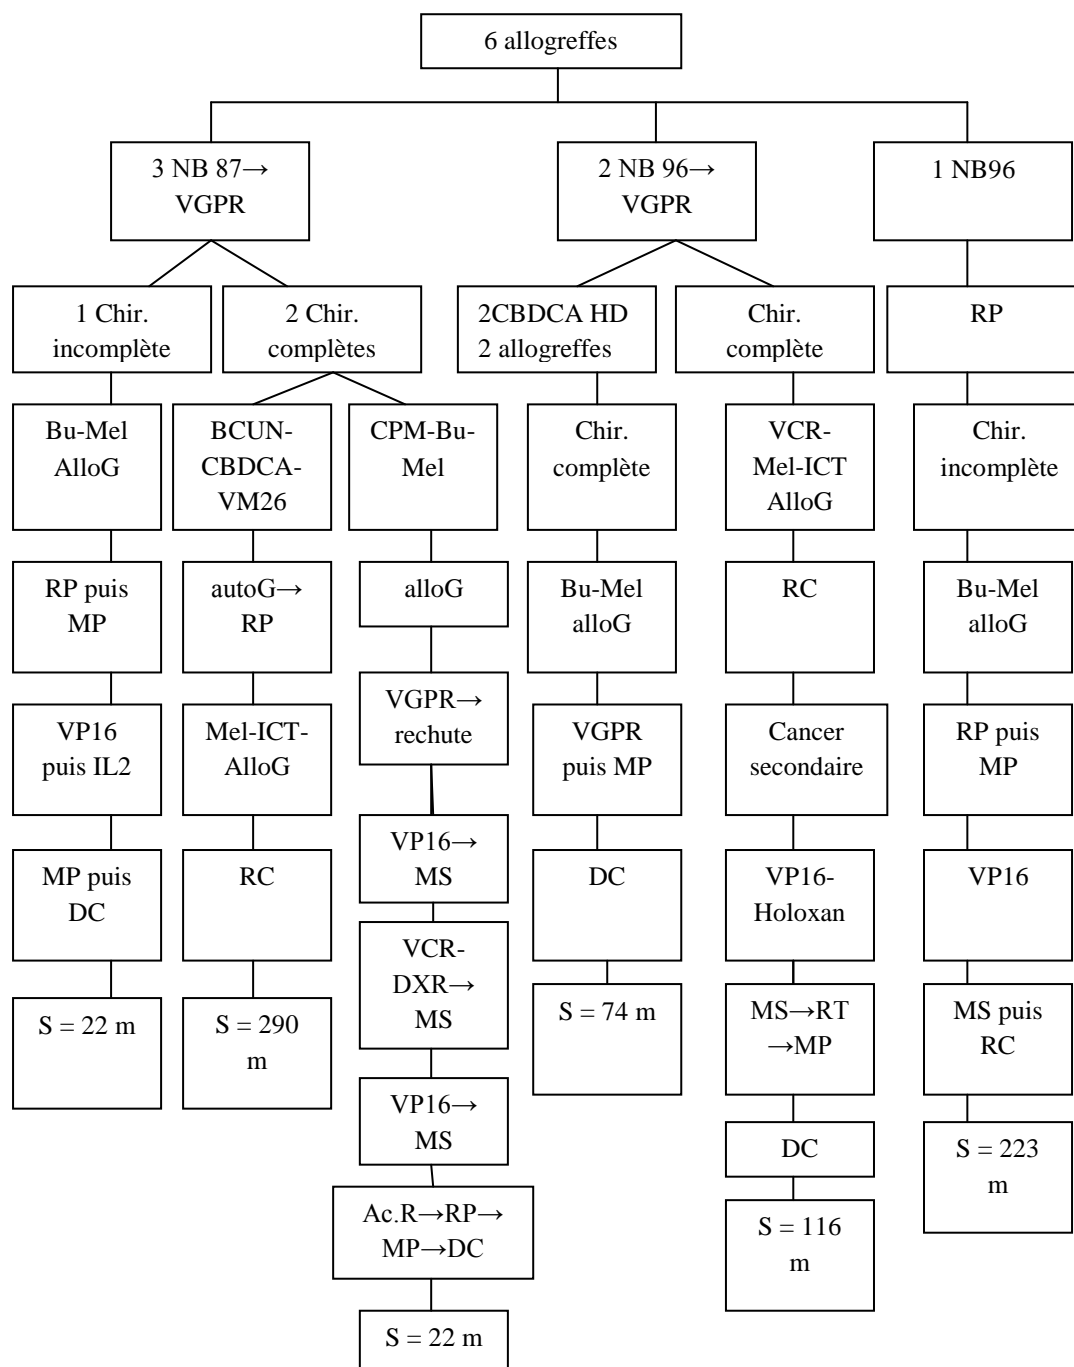 6 allogreffes
3 NB 87→
VGPR
2 NB 96→
VGPR
1 NB96
1 Chir.
incomplète
2 Chir.
complètes
2CBDCA HD
2 allogreffes
Chir.
complète
RP
Bu-Mel
AlloG
BCUN-
CBDCA-
VM26
CPM-Bu-
Mel
Chir.
complète
VCR-
Mel-ICT
AlloG
Chir.
incomplète
RP puis
MP
autoG→
RP
alloG
Bu-Mel
alloG
RC
Bu-Mel
alloG
VP16
puis IL2
Mel-ICT-
AlloG
VGPR→
rechute
VGPR
puis MP
Cancer
secondaire
RP puis
MP
MP puis
DC
RC
VP16→
MS
DC
VP16-
Holoxan
VP16
VCR-
DXR→
MS
S = 22 m
S = 290
m
S = 74 m
MS→RT
→MP
MS puis
RC
VP16→
MS
DC
S = 223
m
Ac.R→RP→
MP→DC
S = 116
m
S = 22 m